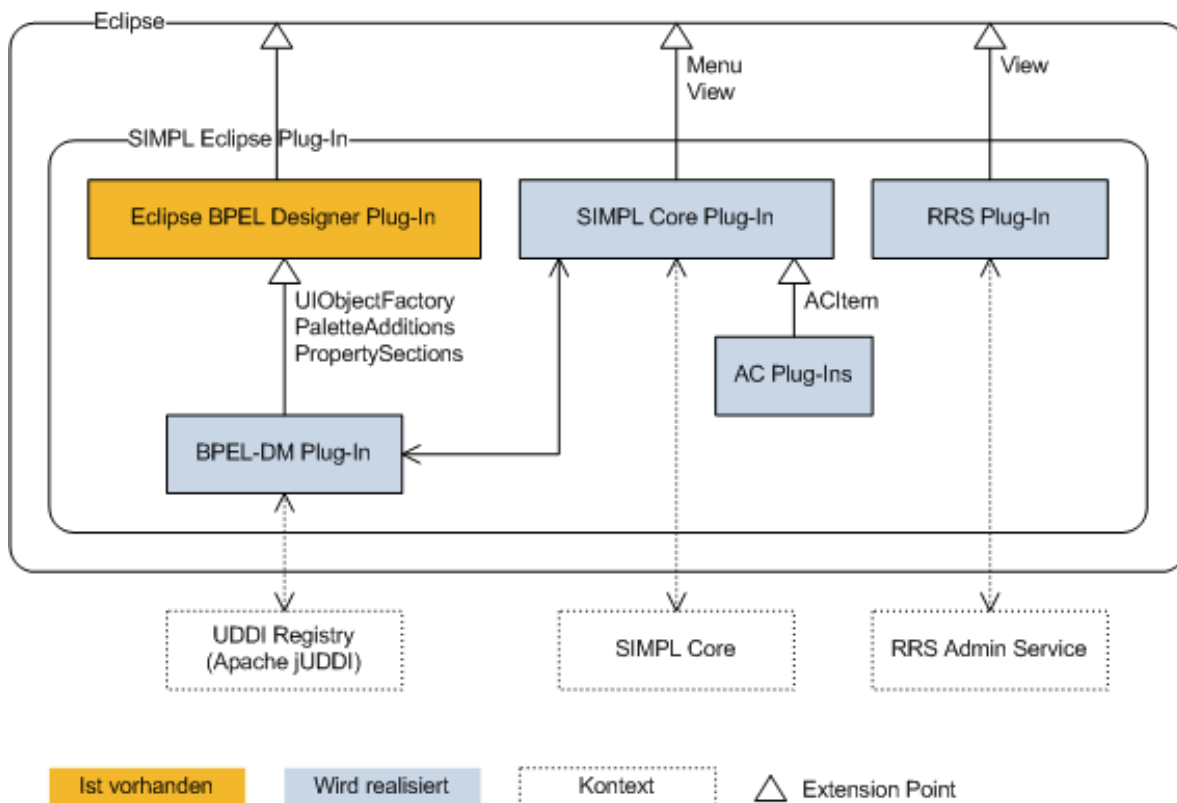 Eclipse
Menu
View
View
SIMPL Eclipse Plug-In
Eclipse BPEL Designer Plug-In
SIMPL Core Plug-In
RRS Plug-In
UIObjectFactory
PaletteAdditions
PropertySections
ACItem
AC Plug-Ins
BPEL-DM Plug-In
UDDI Registry
(Apache jUDDI)
SIMPL Core
RRS Admin Service
Ist vorhanden
Wird realisiert
Kontext
Extension Point